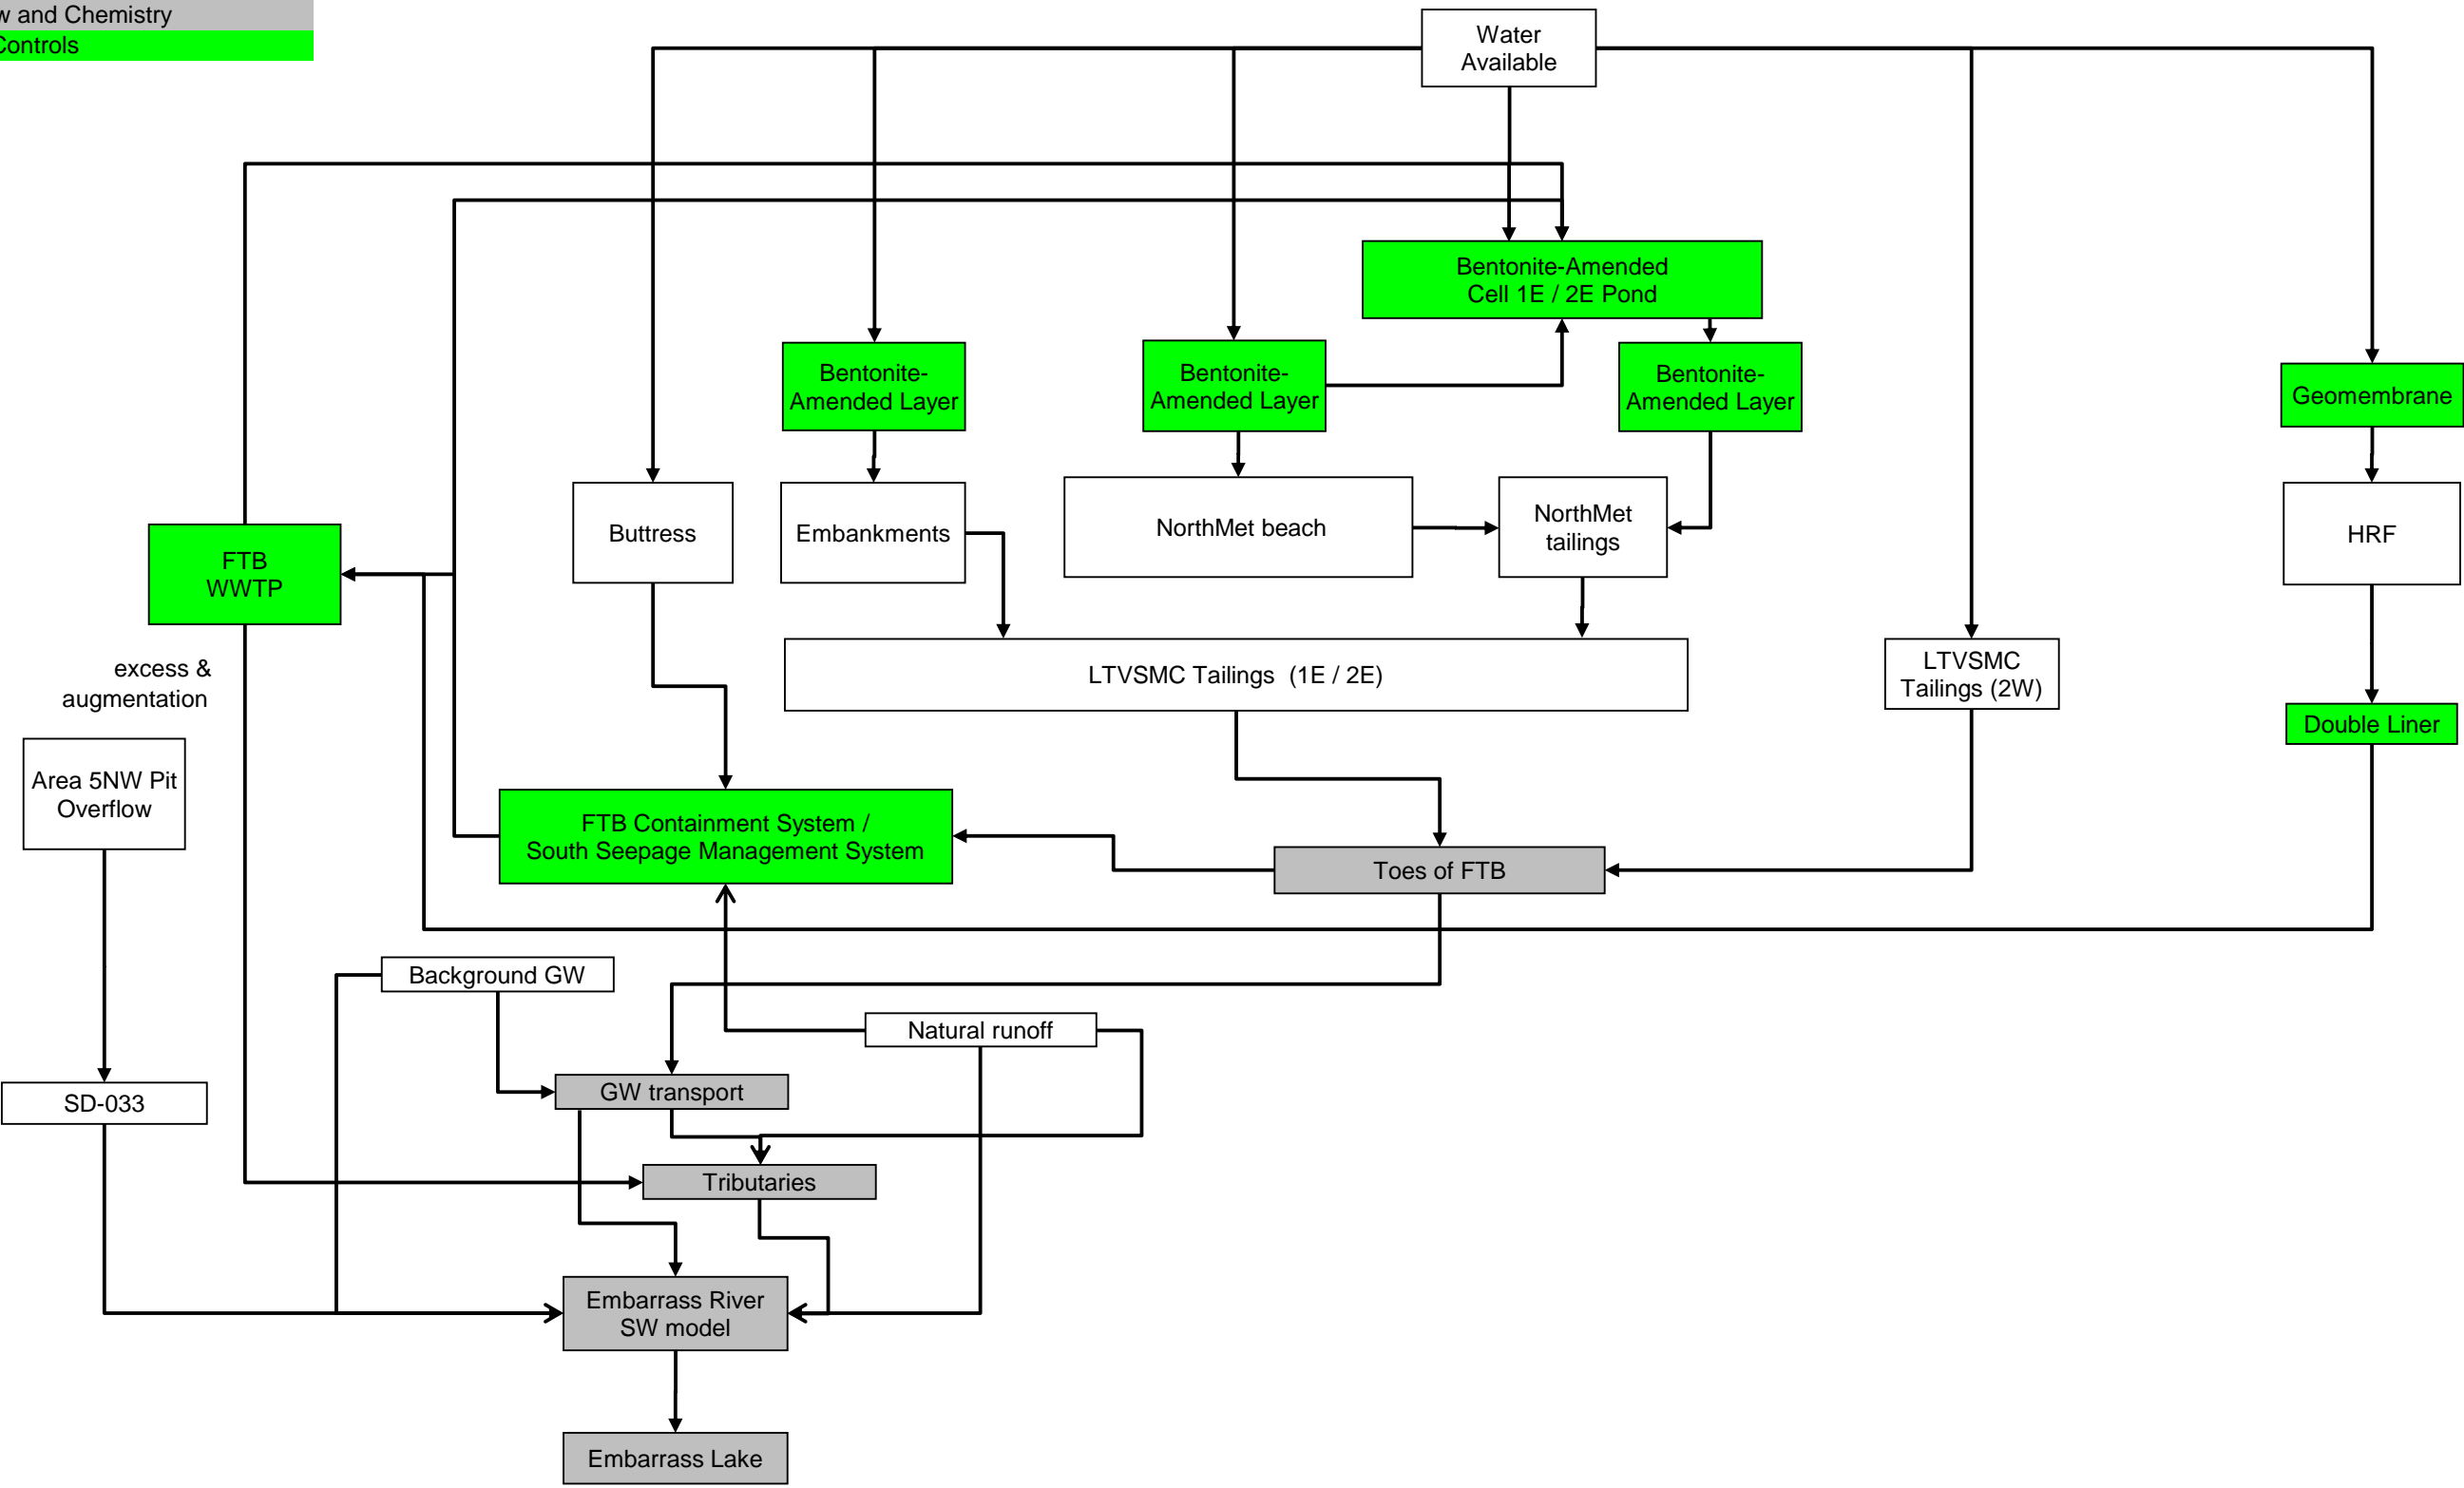 and Chemistry
Controls
Water
Available
Bentonite-Amended
Cell 1E / 2E Pond
Bentonite-
Amended Layer
Bentonite-
Amended Layer
Bentonite-
Amended Layer
Geomembrane
Buttress
Embankments
NorthMet beach
NorthMet
tailings
HRF
FTB
WWTP
excess &
augmentation
LTVSMC Tailings (1E / 2E)
LTVSMC
Tailings (2W)
Double Liner
Area 5NW Pit
Overflow
FTB Containment System /
South Seepage Management System
Toes of FTB
Background GW
Natural runoff
GW transport
SD-033
Tributaries
Embarrass River
SW model
Embarrass Lake